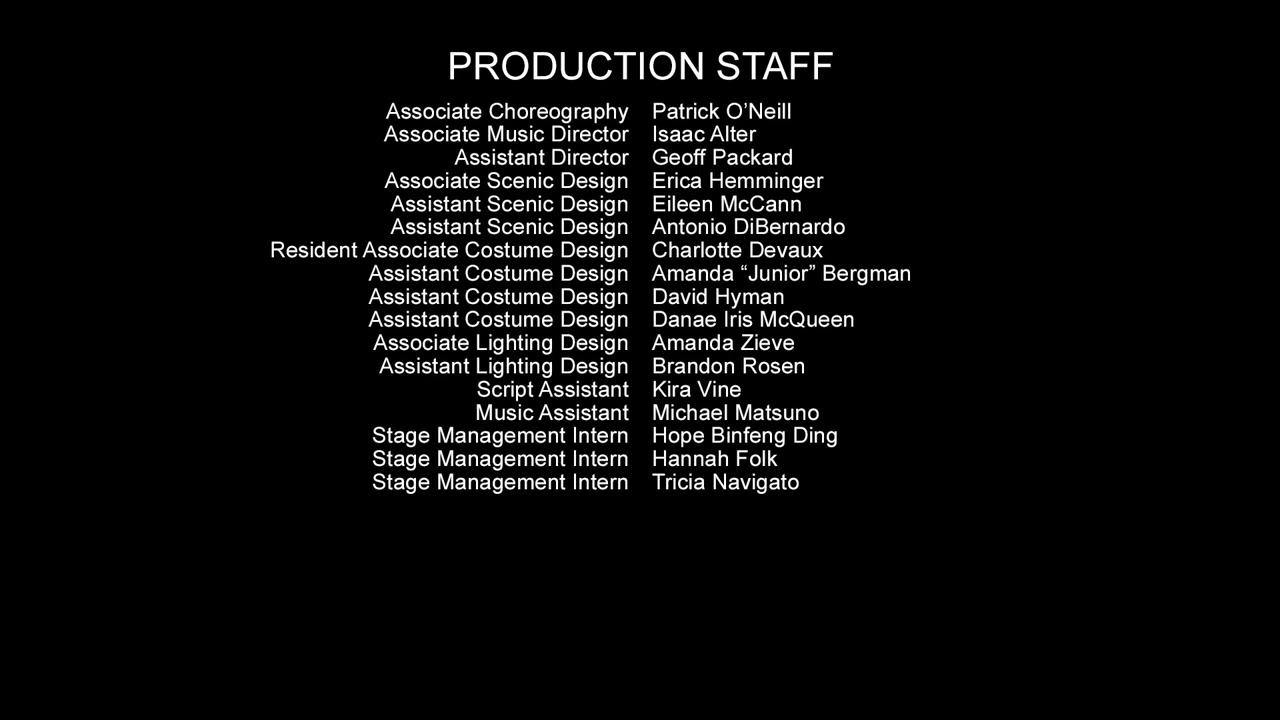 PRODUCTION STAFF
Associate Choreography Patrick O’Neill
Associate Music Director Isaac Alter
Assistant Director Geoff Packard
Associate Scenic Design Erica Hemminger
Assistant Scenic Design Eileen McCann
Assistant Scenic Design Antonio DiBernardo
Resident Associate Costume Design Charlotte Devaux
Assistant Costume Design Amanda “Junior” Bergman
Assistant Costume Design David Hyman
Assistant Costume Design Danae Iris McQueen
Associate Lighting Design Amanda Zieve
Assistant Lighting Design Brandon Rosen
Script Assistant Kira Vine
Music Assistant Michael Matsuno
Stage Management Intern Hope Binfeng Ding
Stage Management Intern Hannah Folk
Stage Management Intern Tricia Navigato